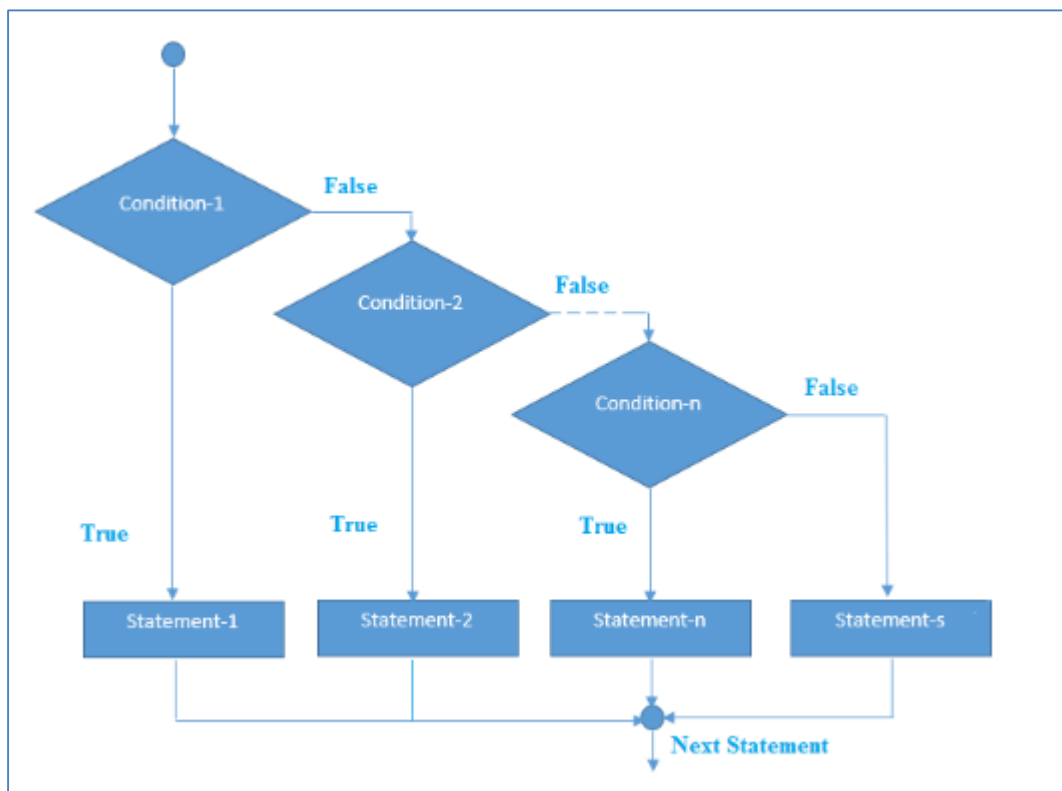 Condition-1
False
Condition-2
False
Condition-n
False
True
True
True
Statement-1
Statement-2
Statement-n
Statement-s
Next Statement